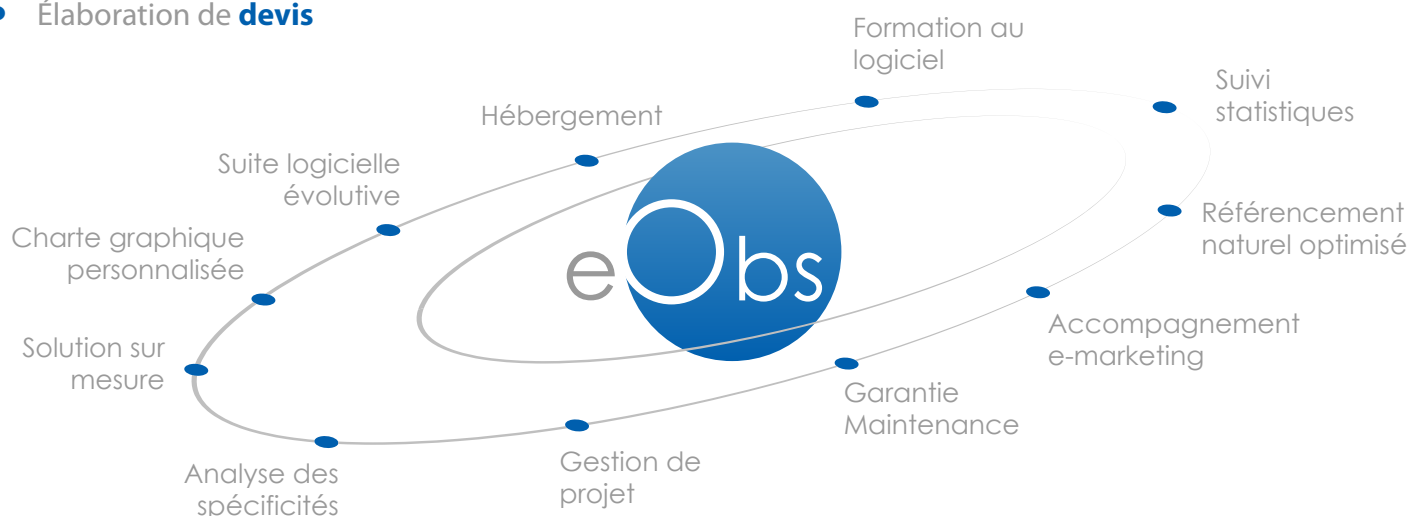 • Élaboration de devis
Formation au
logiciel
Suivi
statistiques
Hébergement
Suite logicielle
évolutive
Référencement
naturel optimisé
Charte graphique
personnalisée
eObs
Accompagnement
e-marketing
Solution sur
mesure
Garantie
Maintenance
Gestion de
projet
Analyse des
spécificités